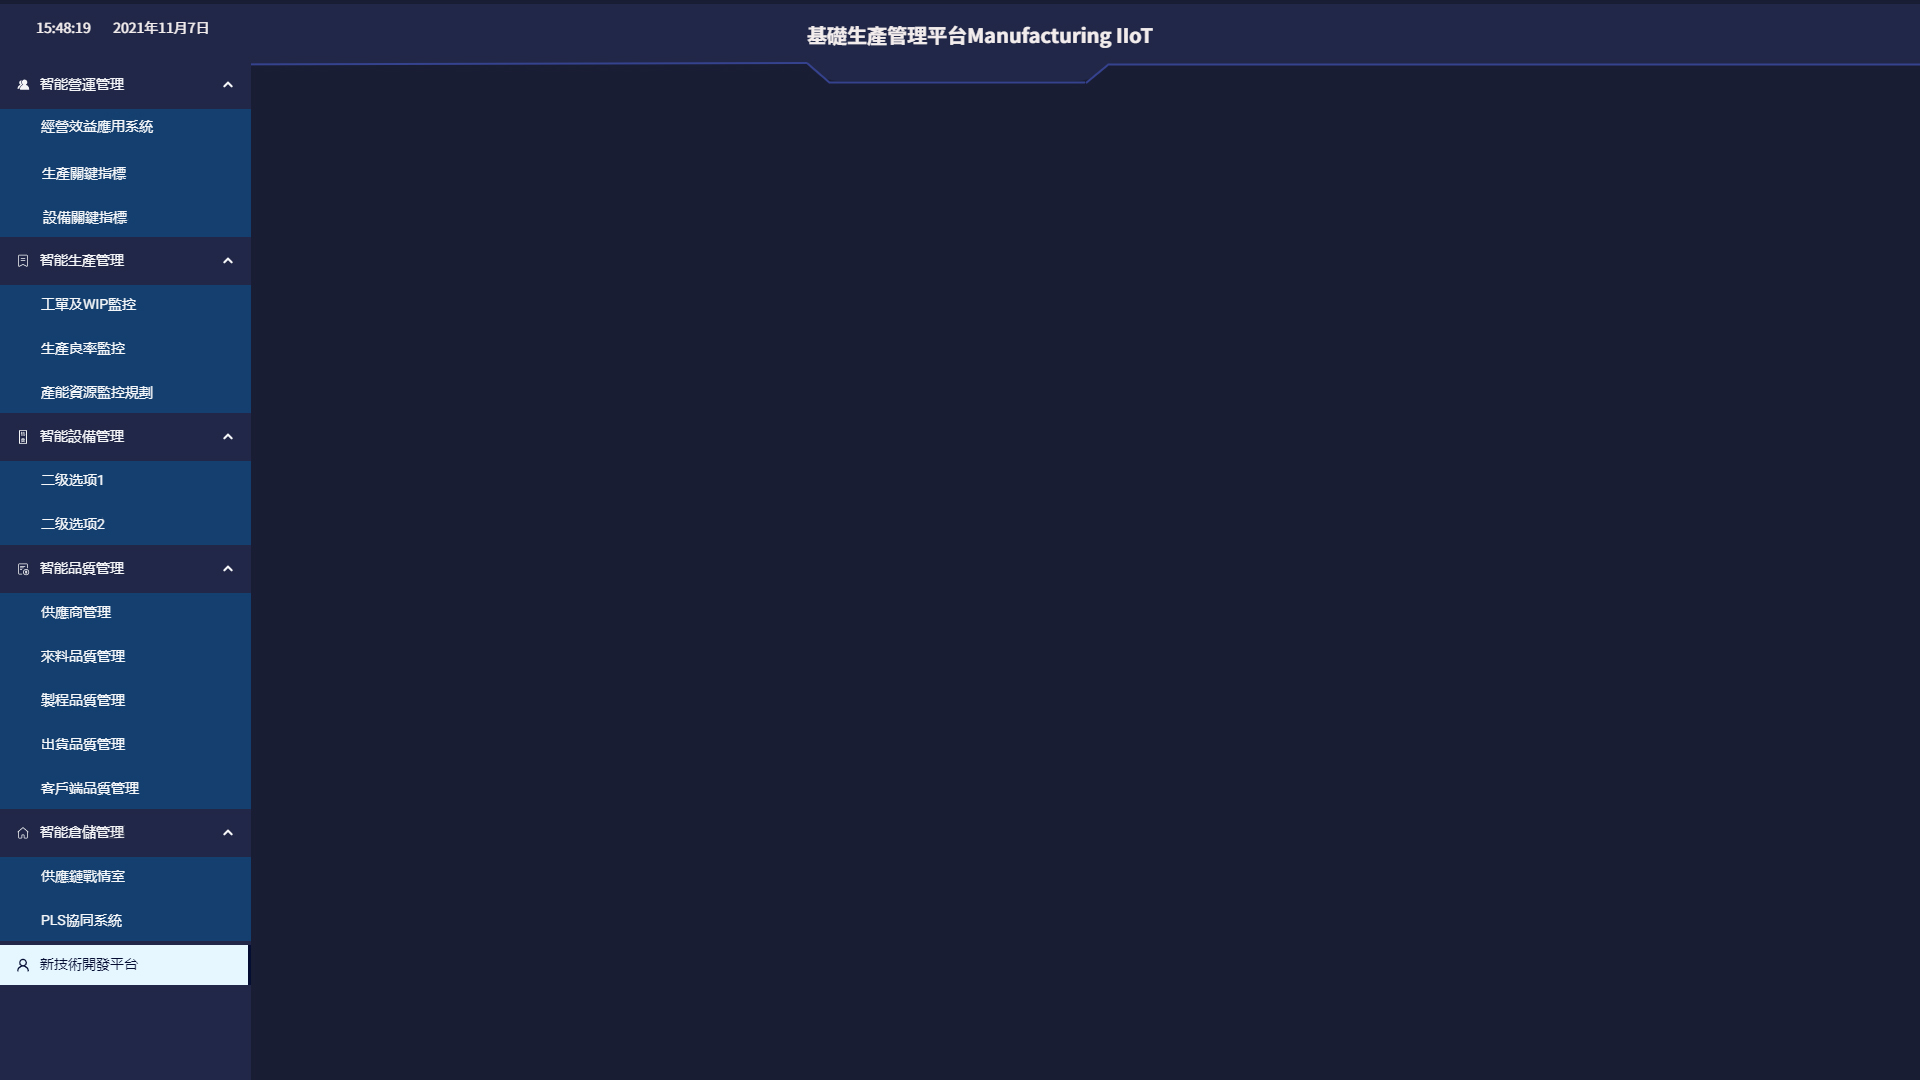 15:48:19 2021年11月7日
基礎生產管理平台Manufacturing IIoT
智能營運管理
經營效益應用系統
生產關鍵指標
設備關鍵指標
智能生產管理
工單及WIP監控
生產良率監控
產能資源監控規劃
智能設備管理
二级选项1
二级选项2
智能品質管理
供應商管理
來料品質管理
製程品質管理
出貨品質管理
客戶端品質管理
智能倉儲管理
供應鏈戰情室
PLS協同系統
新技術開發平台